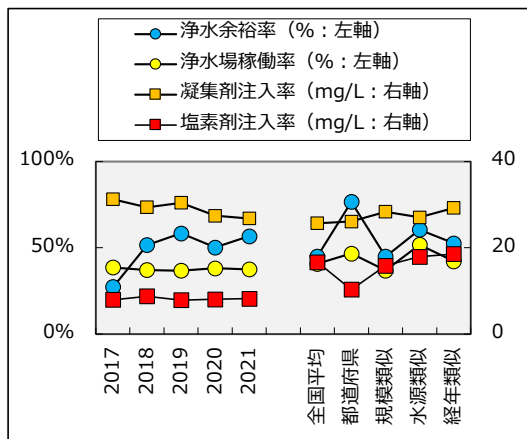 浄水余裕率（%：左軸）
浄水場稼働率（%：左軸）
凝集剤注入率（mg/L：右軸）
塩素剤注入率（mg/L：右軸）
100%
40
50%
20
0%
0
2017
2018
2019
2020
2021
全国平均
都道府県
規模類似
水源類似
経年類似